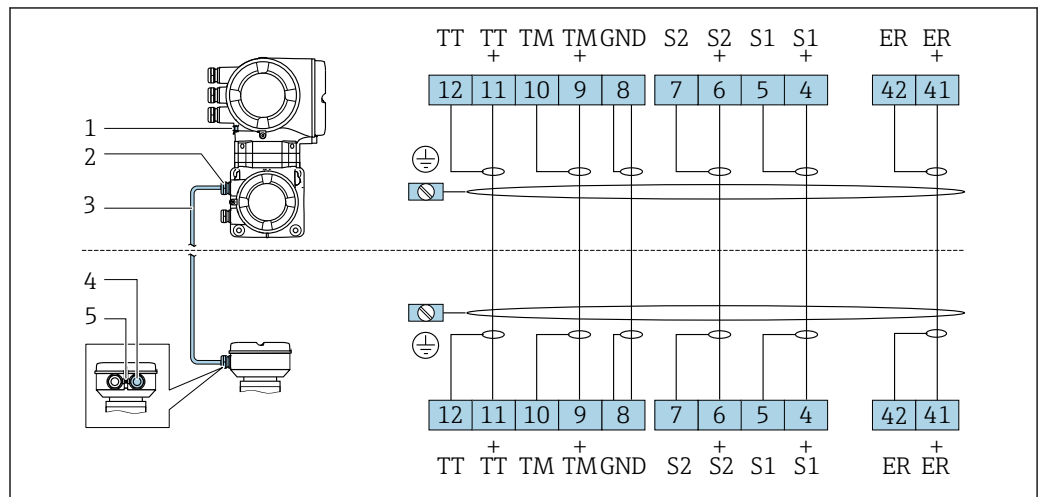 TT TT TM TM GND S2 S2 S1 S1 ER ER
+ + + + +
12 11 10 9 8 7 6 5 4 42 41
1
2
3
4
5
12 11 10 9 8 7 6 5 4 42 41
+ + + + +
TT TT TM TM GND S2 S2 S1 S1 ER ER